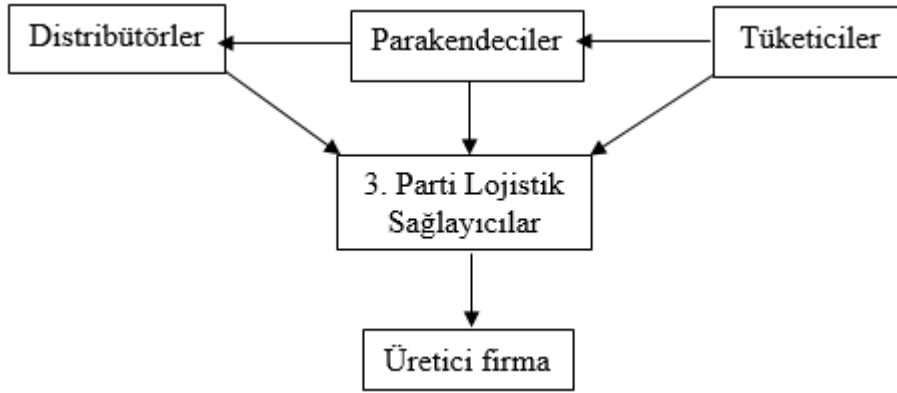 Distribütörler
Parakendeciler
Tüketiciler
3. Parti Lojistik
Sağlayıcılar
Üretici firma